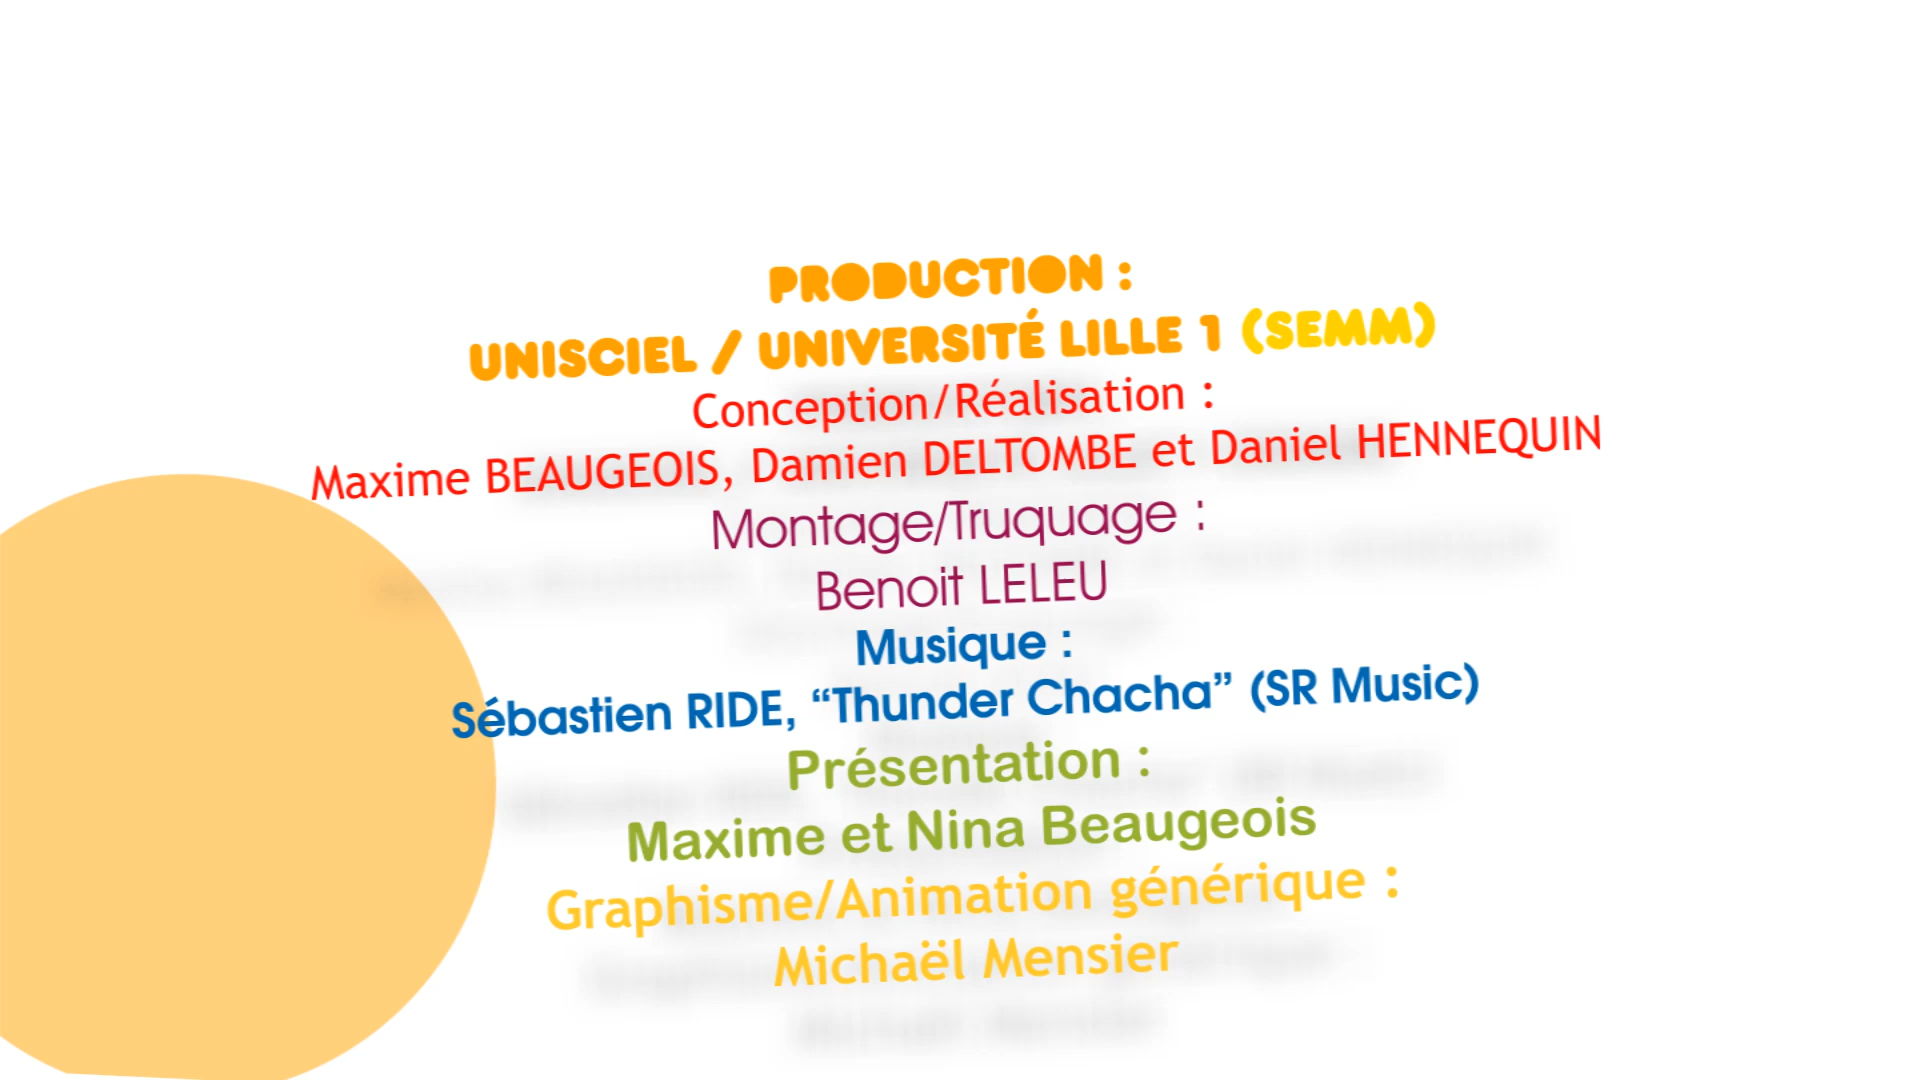 PRODUCTION :
UNISCIEL / UNIVERSITÉ LILLE 1 (SEMM)
Conception/Réalisation :
Maxime BEAUGEOIS, Damien DELTOMBE et Daniel HENNEQUIN
Montage/Truquage :
Benoit LELEU
Musique :
Sébastien RIDE, “Thunder Chacha” (SR Music)
Présentation :
Maxime et Nina Beaugeois
Graphisme/Animation générique :
Michaël Mensier